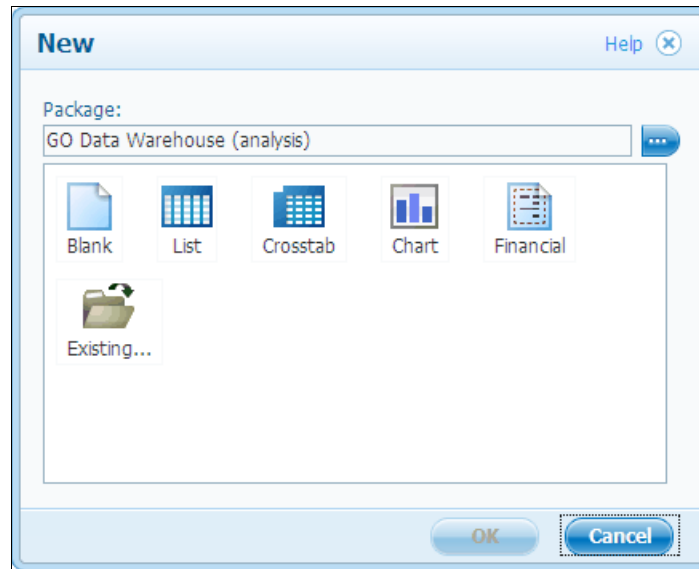 New
Help
Package:
GO Data Warehouse (analysis)
Blank List Crosstab Chart Financial
Existing...
OK Cancel